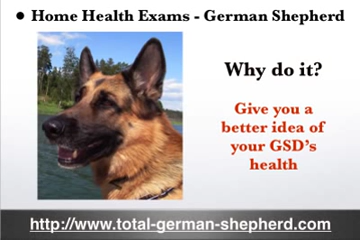 • Home Health Exams - German Shepherd
Why do it?
Give you a
better idea of
your GSD's
health
http://www.total-german-shepherd.com